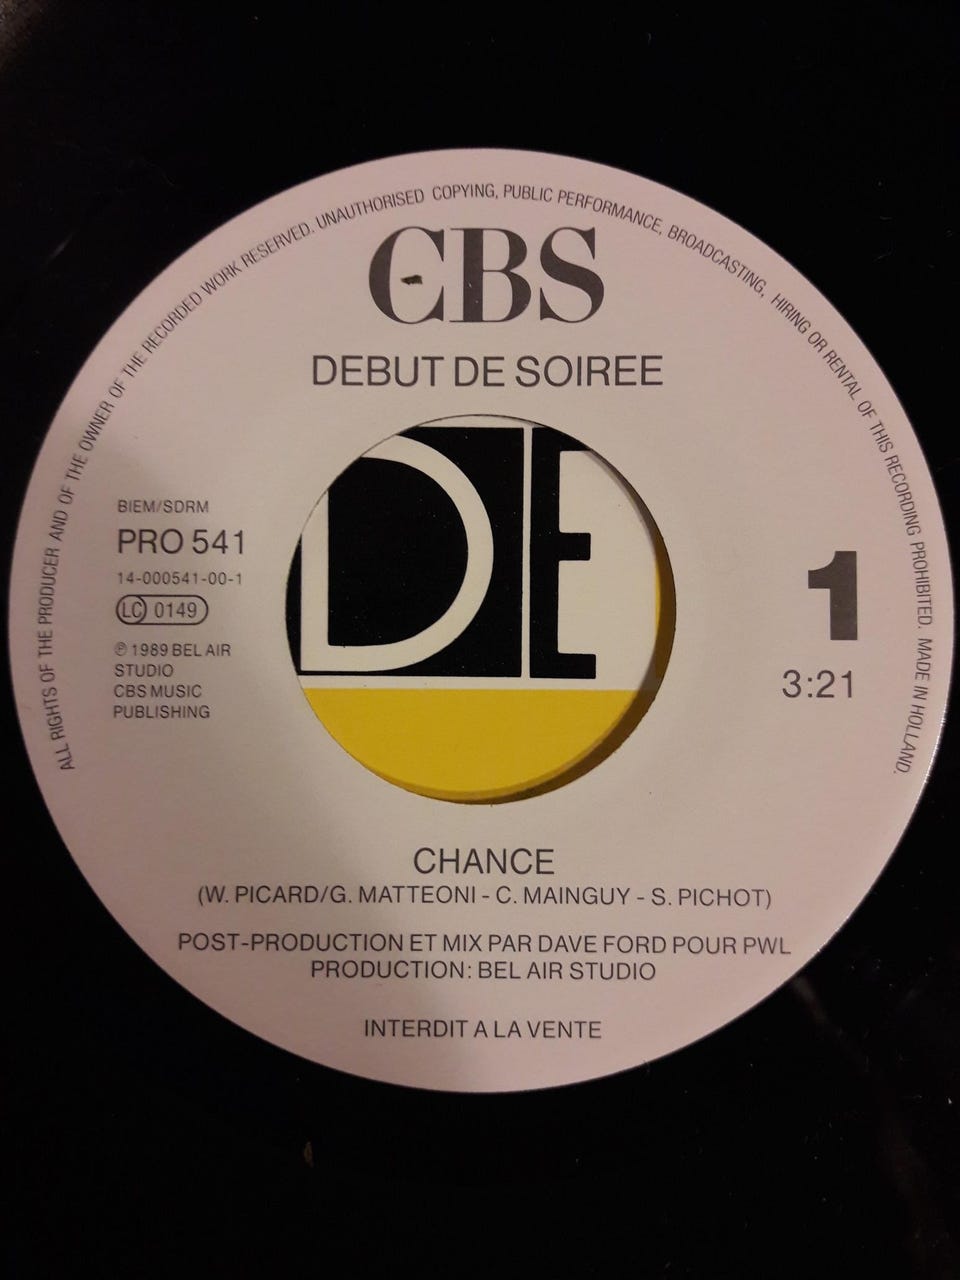 ALL RIGHTS OF THE PRODUCER AND OF THE OWNER OF THE RECORDED WORK RESERVED. UNAUTHORISED COPYING, PUBLIC PERFORMANCE, BROADCASTING, HIRING OR RENTAL OF THIS RECORDING PROHIBITED. MADE IN HOLLAND.
CBS
DEBUT DE SOIREE
DE
BIEM/SDRM
PRO 541
14-000541-00-1
LC 0149
℗ 1989 BEL AIR
STUDIO
CBS MUSIC
PUBLISHING
1
3:21
CHANCE
(W. PICARD/G. MATTEONI - C. MAINGUY - S. PICHOT)
POST-PRODUCTION ET MIX PAR DAVE FORD POUR PWL
PRODUCTION: BEL AIR STUDIO
INTERDIT A LA VENTE